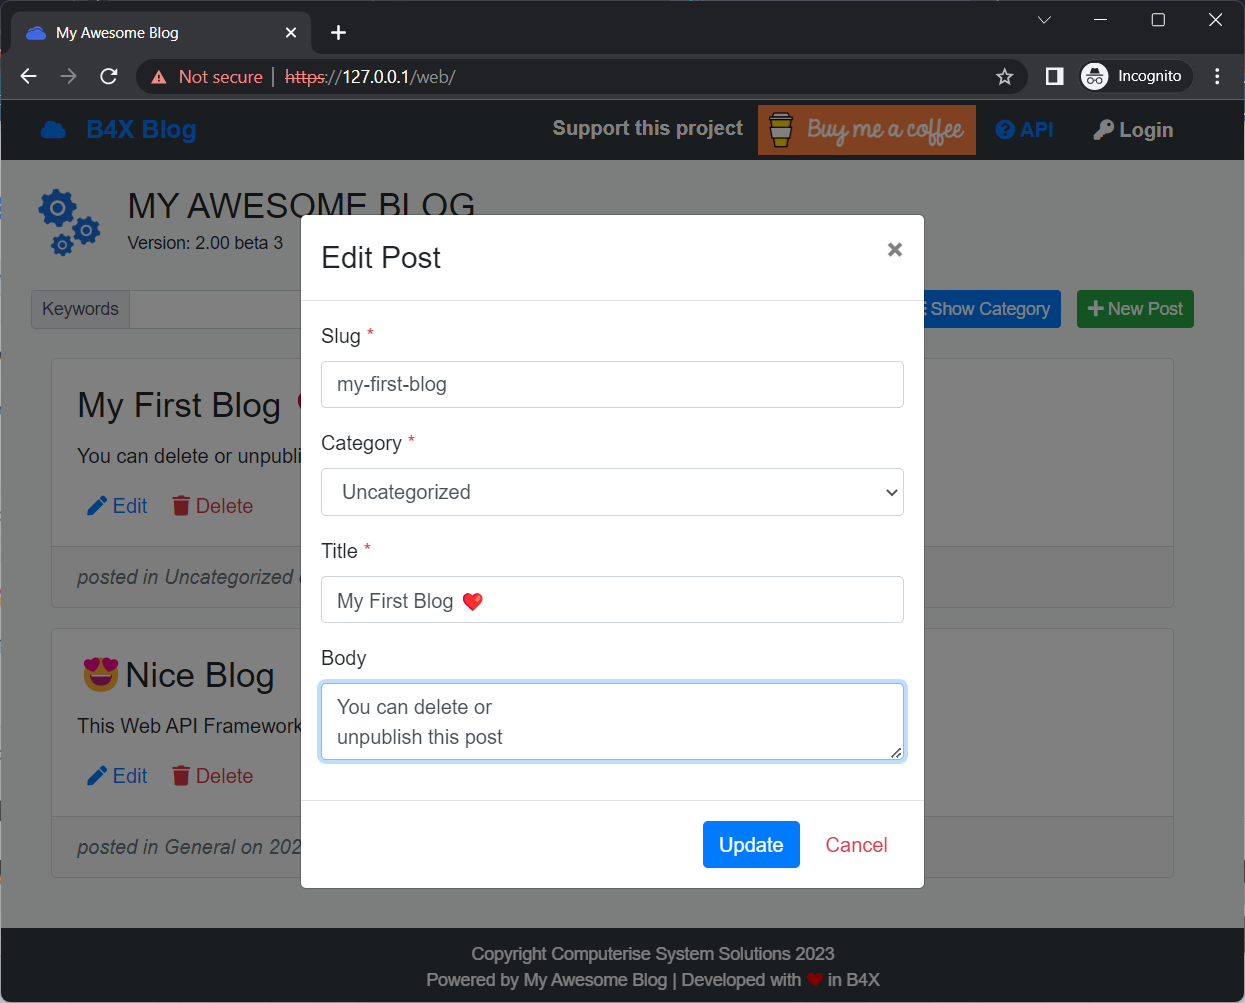 My Awesome Blog
Not secure | https://127.0.0.1/web/
Incognito
B4X Blog
Support this project
Buy me a coffee
API
Login
MY AWESOME BLOG
Version: 2.00 beta 3
Keywords
Show Category
New Post
My First Blog
You can delete or unpubli
Edit
Delete
posted in Uncategorized
😍Nice Blog
This Web API Framework
Edit
Delete
posted in General on 202
Edit Post
×
Slug *
my-first-blog
Category *
Uncategorized
Title *
My First Blog ❤️
Body
You can delete or
unpublish this post
Update
Cancel
Copyright Computerise System Solutions 2023
Powered by My Awesome Blog | Developed with ❤ in B4X